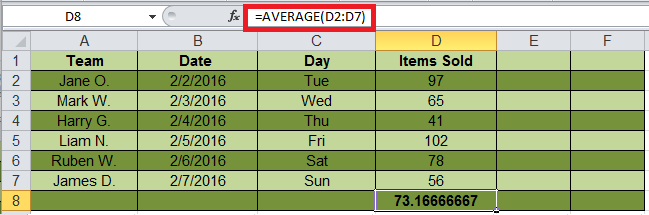 D8 fx =AVERAGE(D2:D7)
A B C D E F
1 Team Date Day Items Sold
2 Jane O. 2/2/2016 Tue 97
3 Mark W. 2/3/2016 Wed 65
4 Harry G. 2/4/2016 Thu 41
5 Liam N. 2/5/2016 Fri 102
6 Ruben W. 2/6/2016 Sat 78
7 James D. 2/7/2016 Sun 56
8 73.16666667